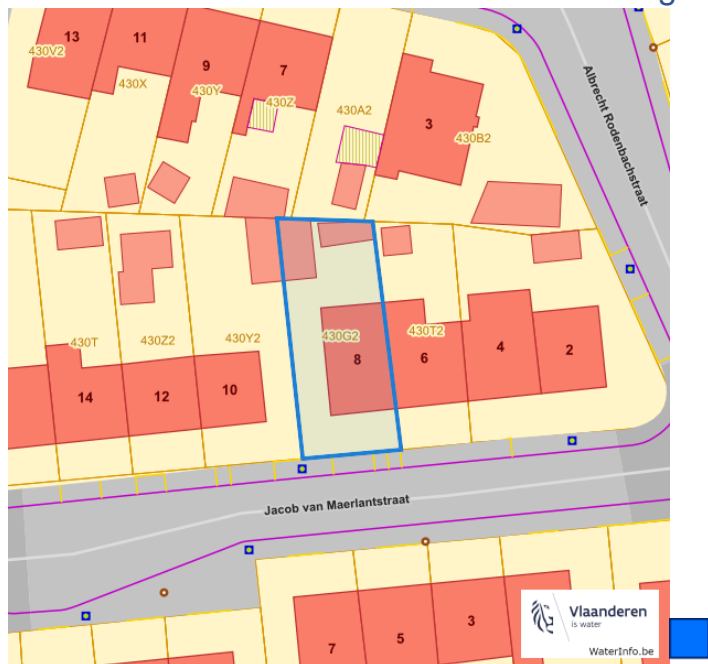 13
11
9
7
3
430V2
430X
430Y
430Z
430A2
430B2
Albrecht Rodenbachstraat
430T
430Z2
430Y2
430G2
430T2
14
12
10
8
6
4
2
Jacob van Maerlantstraat
7
5
3
Vlaanderen
is water
WaterInfo.be